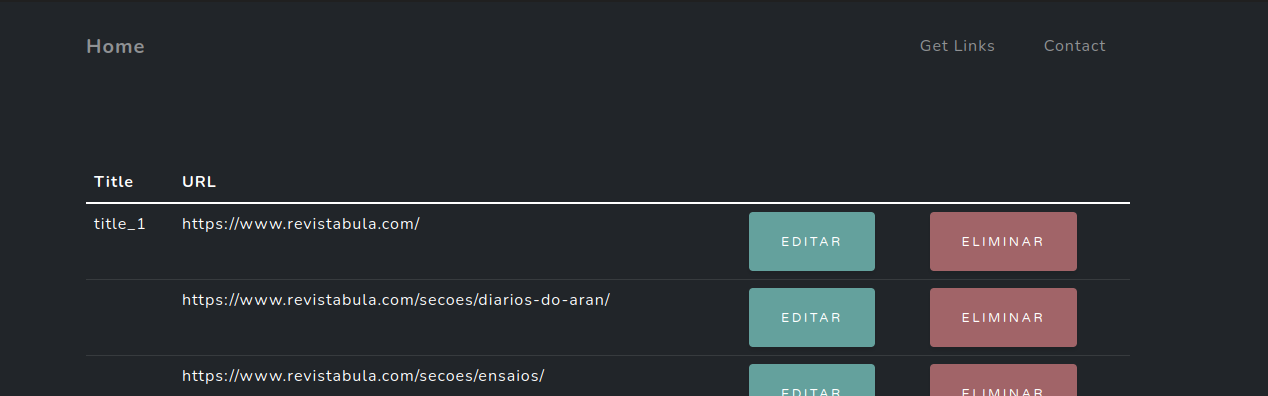 Home Get Links Contact
Title URL
title_1 https://www.revistabula.com/ EDITAR ELIMINAR
https://www.revistabula.com/secoes/diarios-do-aran/ EDITAR ELIMINAR
https://www.revistabula.com/secoes/ensaios/ EDITAR ELIMINAR